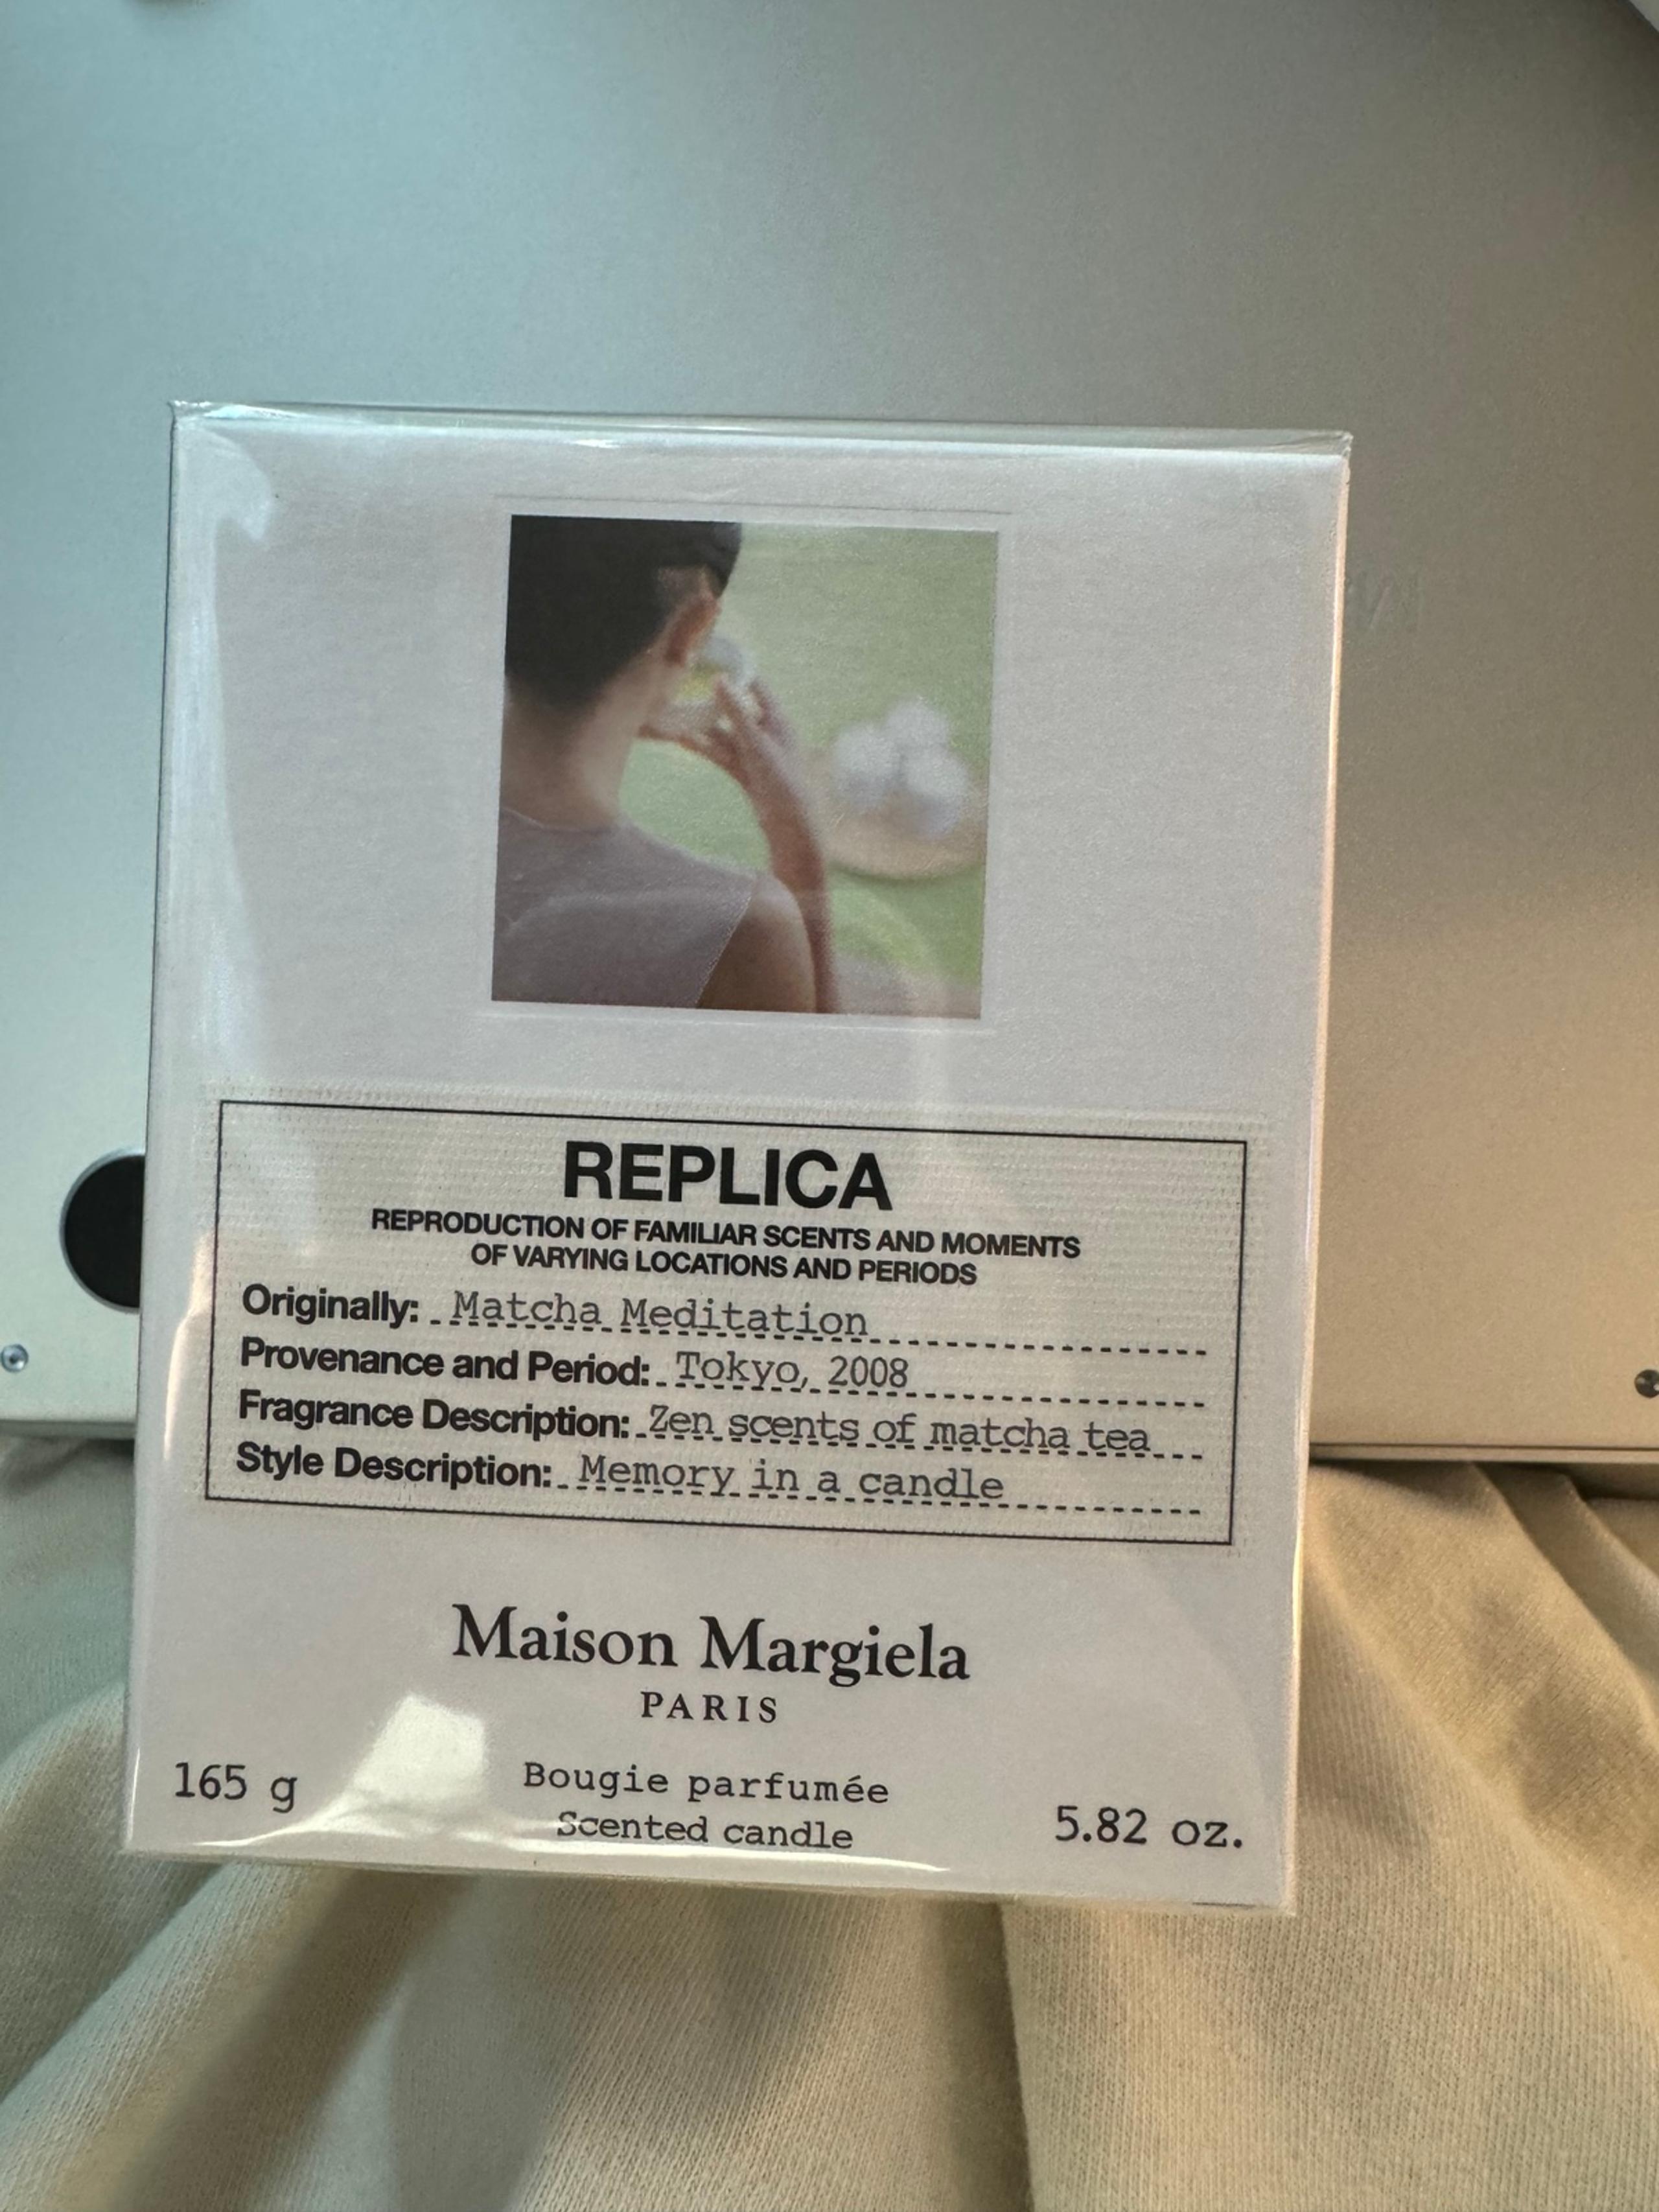 REPLICA
REPRODUCTION OF FAMILIAR SCENTS AND MOMENTS
OF VARYING LOCATIONS AND PERIODS
Originally: Matcha Meditation
Provenance and Period: Tokyo, 2008
Fragrance Description: Zen scents of matcha tea
Style Description: Memory in a candle
Maison Margiela
PARIS
165 g
Bougie parfumée
Scented candle
5.82 oz.